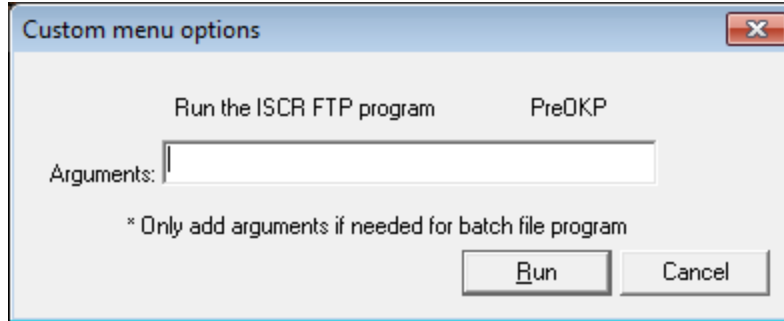 Custom menu options
Run the ISCR FTP program PreOKP
Arguments:
* Only add arguments if needed for batch file program
Run Cancel